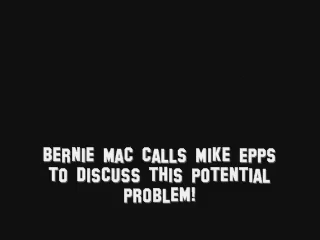 BERNIE MAC CALLS MIKE EPPS
TO DISCUSS THIS POTENTIAL
PROBLEM!